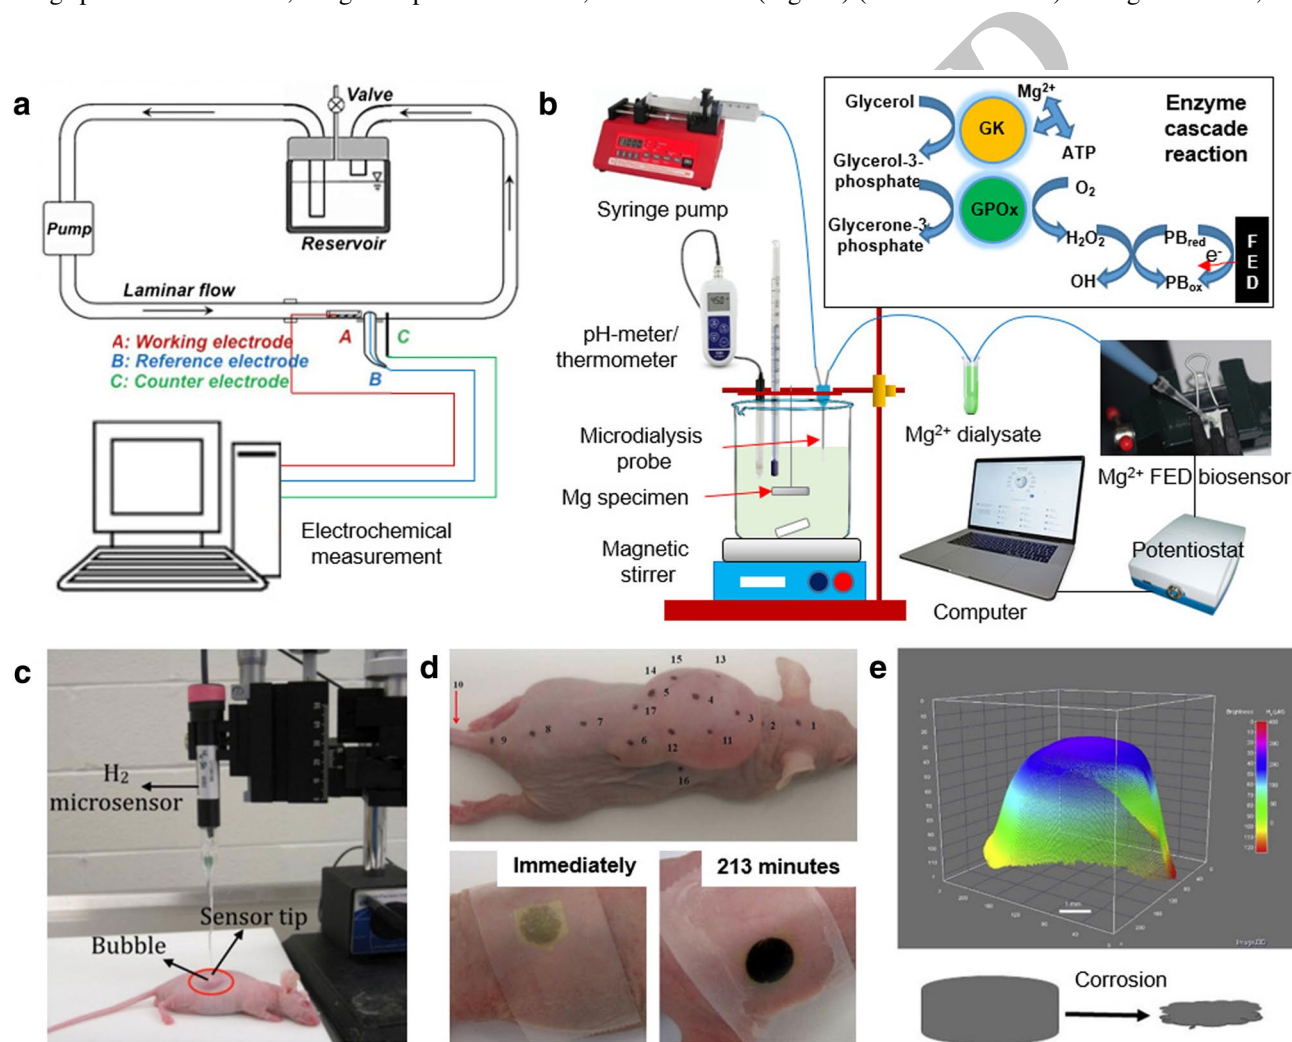 a
Valve
Pump
Reservoir
Laminar flow
A: Working electrode
B: Reference electrode
C: Counter electrode
A
B
C
Electrochemical
measurement
b
Syringe pump
pH-meter/
thermometer
Microdialysis
probe
Mg specimen
Magnetic
stirrer
Glycerol
GK
Mg²⁺
ATP
Enzyme
cascade
reaction
Glycerol-3-
phosphate
GPOx
O₂
Glycerone-3-
phosphate
H₂O₂
OH
PBred
PBox
e⁻
F
E
D
Mg²⁺ dialysate
Mg²⁺ FED biosensor
Potentiostat
Computer
c
H₂
microsensor
Sensor tip
Bubble
d
10
15
13
14
5
4
17
7
8
9
3
2
1
6
12
11
16
Immediately
213 minutes
e
Brightness
1 mm
Corrosion